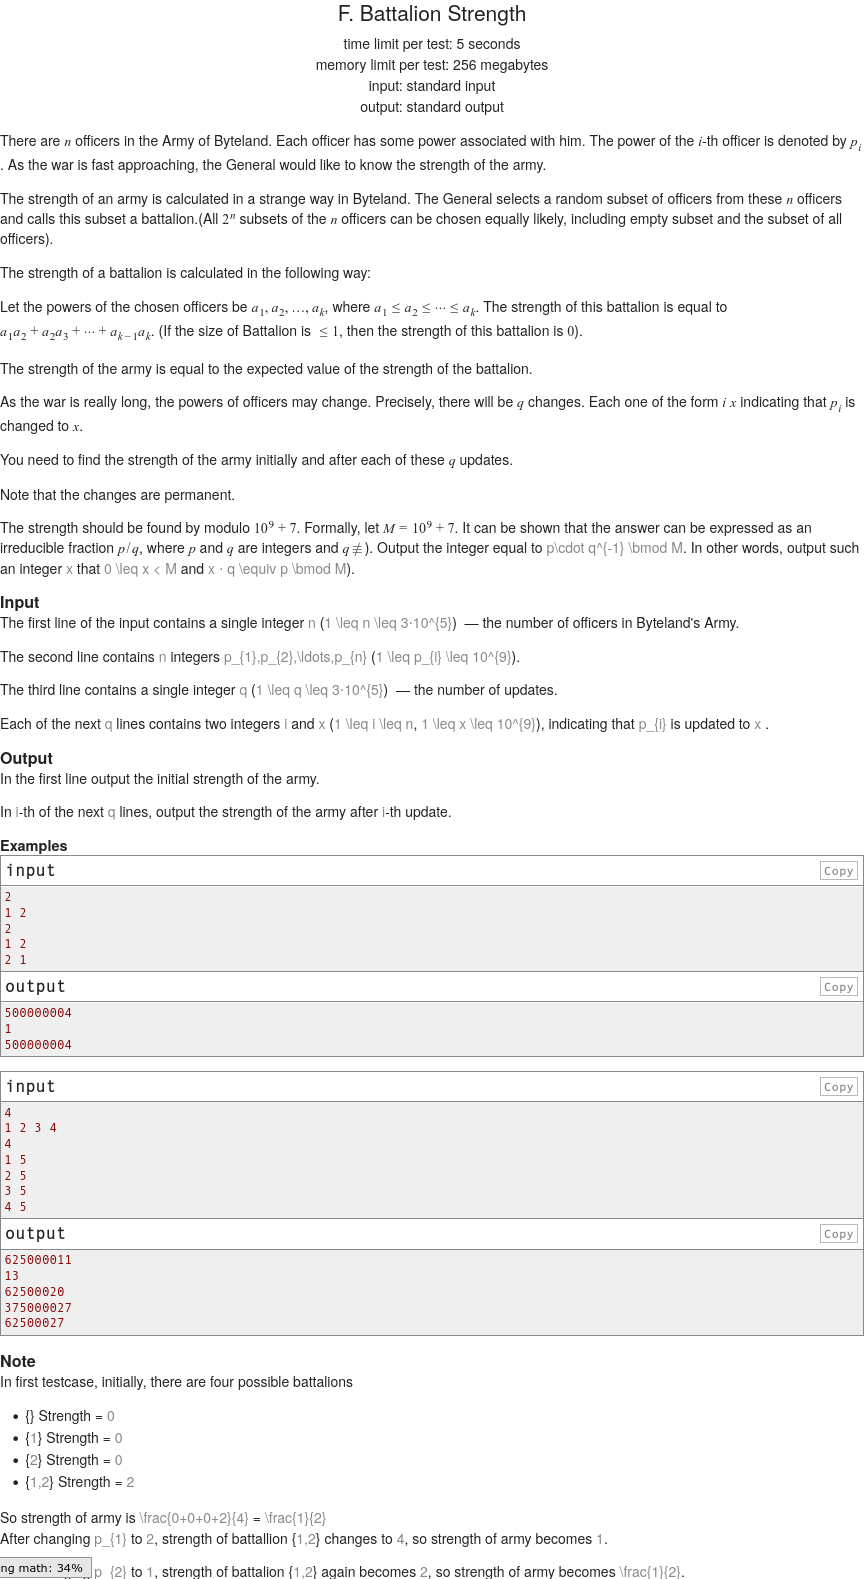 F. Battalion Strength
time limit per test: 5 seconds
memory limit per test: 256 megabytes
input: standard input
output: standard output
There are n officers in the Army of Byteland. Each officer has some power associated with him. The power of the i-th officer is denoted by p_i
. As the war is fast approaching, the General would like to know the strength of the army.
The strength of an army is calculated in a strange way in Byteland. The General selects a random subset of officers from these n officers
and calls this subset a battalion.(All 2^n subsets of the n officers can be chosen equally likely, including empty subset and the subset of all
officers).
The strength of a battalion is calculated in the following way:
Let the powers of the chosen officers be a_1, a_2, …, a_k, where a_1 ≤ a_2 ≤ ⋯ ≤ a_k. The strength of this battalion is equal to
a_1a_2 + a_2a_3 + ⋯ + a_{k−1}a_k. (If the size of Battalion is ≤ 1, then the strength of this battalion is 0).
The strength of the army is equal to the expected value of the strength of the battalion.
As the war is really long, the powers of officers may change. Precisely, there will be q changes. Each one of the form i x indicating that p_i is
changed to x.
You need to find the strength of the army initially and after each of these q updates.
Note that the changes are permanent.
The strength should be found by modulo 10^9 + 7. Formally, let M = 10^9 + 7. It can be shown that the answer can be expressed as an
irreducible fraction p/q, where p and q are integers and q ≢ ). Output the integer equal to p\cdot q^{-1} \bmod M. In other words, output such
an integer x that 0 \leq x < M and x ⋅ q \equiv p \bmod M).
Input
The first line of the input contains a single integer n (1 \leq n \leq 3⋅10^{5}) — the number of officers in Byteland's Army.
The second line contains n integers p_{1},p_{2},\ldots,p_{n} (1 \leq p_{i} \leq 10^{9}).
The third line contains a single integer q (1 \leq q \leq 3⋅10^{5}) — the number of updates.
Each of the next q lines contains two integers i and x (1 \leq i \leq n, 1 \leq x \leq 10^{9}), indicating that p_{i} is updated to x .
Output
In the first line output the initial strength of the army.
In i-th of the next q lines, output the strength of the army after i-th update.
Examples
input Copy
2
1 2
2
1 2
2 1
output Copy
500000004
1
500000004
input Copy
4
1 2 3 4
4
1 5
2 5
3 5
4 5
output Copy
625000011
13
62500020
375000027
62500027
Note
In first testcase, initially, there are four possible battalions
• {} Strength = 0
• {1} Strength = 0
• {2} Strength = 0
• {1,2} Strength = 2
So strength of army is \frac{0+0+0+2}{4} = \frac{1}{2}
After changing p_{1} to 2, strength of battallion {1,2} changes to 4, so strength of army becomes 1.
ng math: 34% p_{2} to 1, strength of battalion {1,2} again becomes 2, so strength of army becomes \frac{1}{2}.